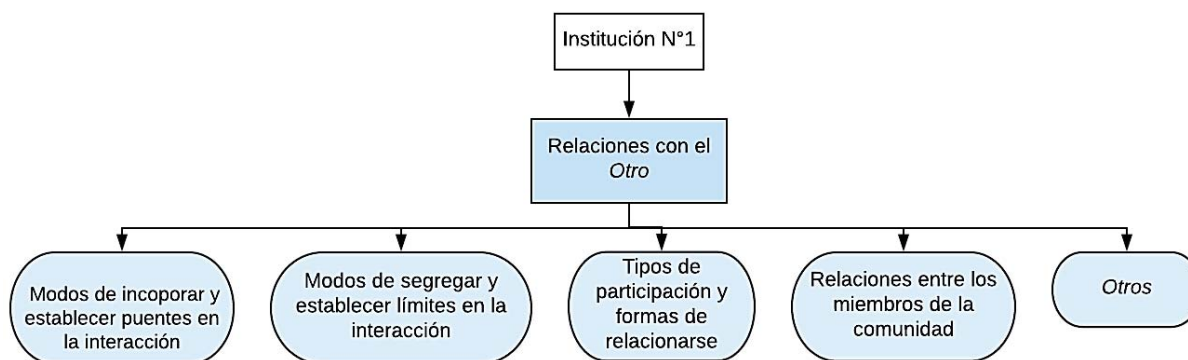 Institución N°1
Relaciones con el
Otro
Modos de incoporar y
establecer puentes en
la interacción
Modos de segregar y
establecer límites en la
interacción
Tipos de
participación y
formas de
relacionarse
Relaciones entre los
miembros de la
comunidad
Otros